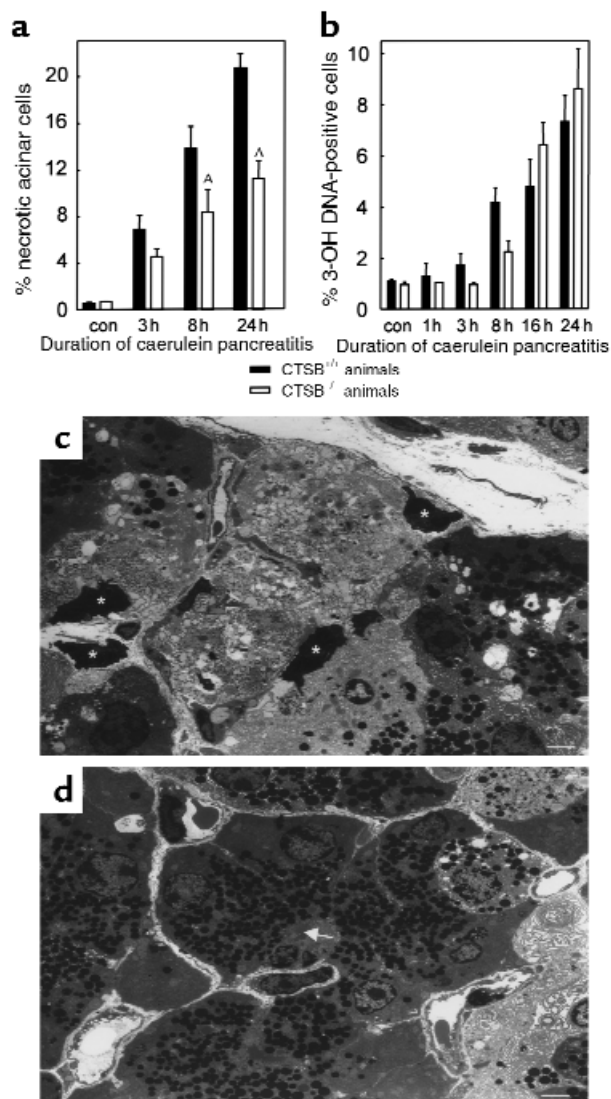 a
% necrotic acinar cells
20
16
12
8
4
0
^
^
con 3 h 8 h 24 h
Duration of caerulein pancreatitis
b
% 3-OH DNA-positive cells
10
8
6
4
2
0
con 1 h 3 h 8 h 16 h 24 h
Duration of caerulein pancreatitis
CTSB+/+ animals
CTSB-/- animals
c
*
*
*
*
d